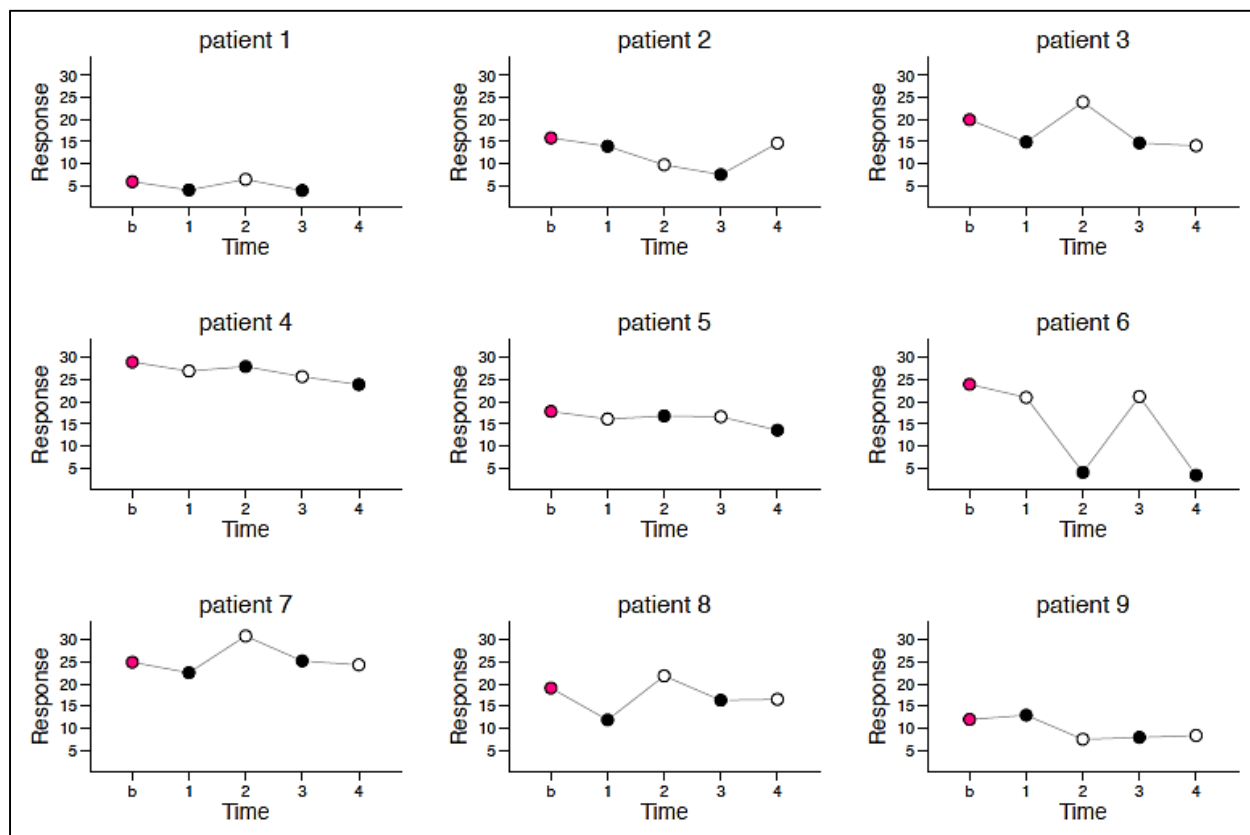 patient 1
Response
30
25
20
15
10
5
b 1 2 3 4
Time
patient 2
Response
30
25
20
15
10
5
b 1 2 3 4
Time
patient 3
Response
30
25
20
15
10
5
b 1 2 3 4
Time
patient 4
Response
30
25
20
15
10
5
b 1 2 3 4
Time
patient 5
Response
30
25
20
15
10
5
b 1 2 3 4
Time
patient 6
Response
30
25
20
15
10
5
b 1 2 3 4
Time
patient 7
Response
30
25
20
15
10
5
b 1 2 3 4
Time
patient 8
Response
30
25
20
15
10
5
b 1 2 3 4
Time
patient 9
Response
30
25
20
15
10
5
b 1 2 3 4
Time